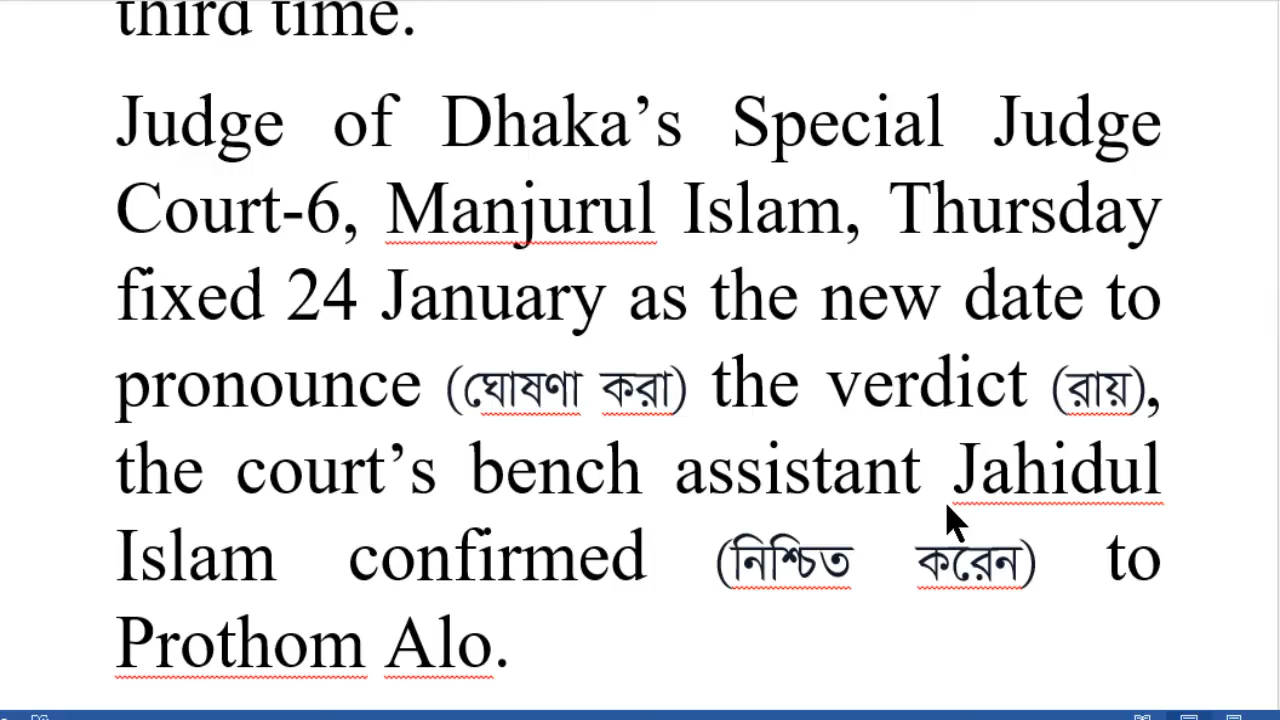 third time.
Judge of Dhaka’s Special Judge
Court-6, Manjurul Islam, Thursday
fixed 24 January as the new date to
pronounce (ঘোষণা করা) the verdict (রায়),
the court’s bench assistant Jahidul
Islam confirmed (নিশ্চিত করেন) to
Prothom Alo.